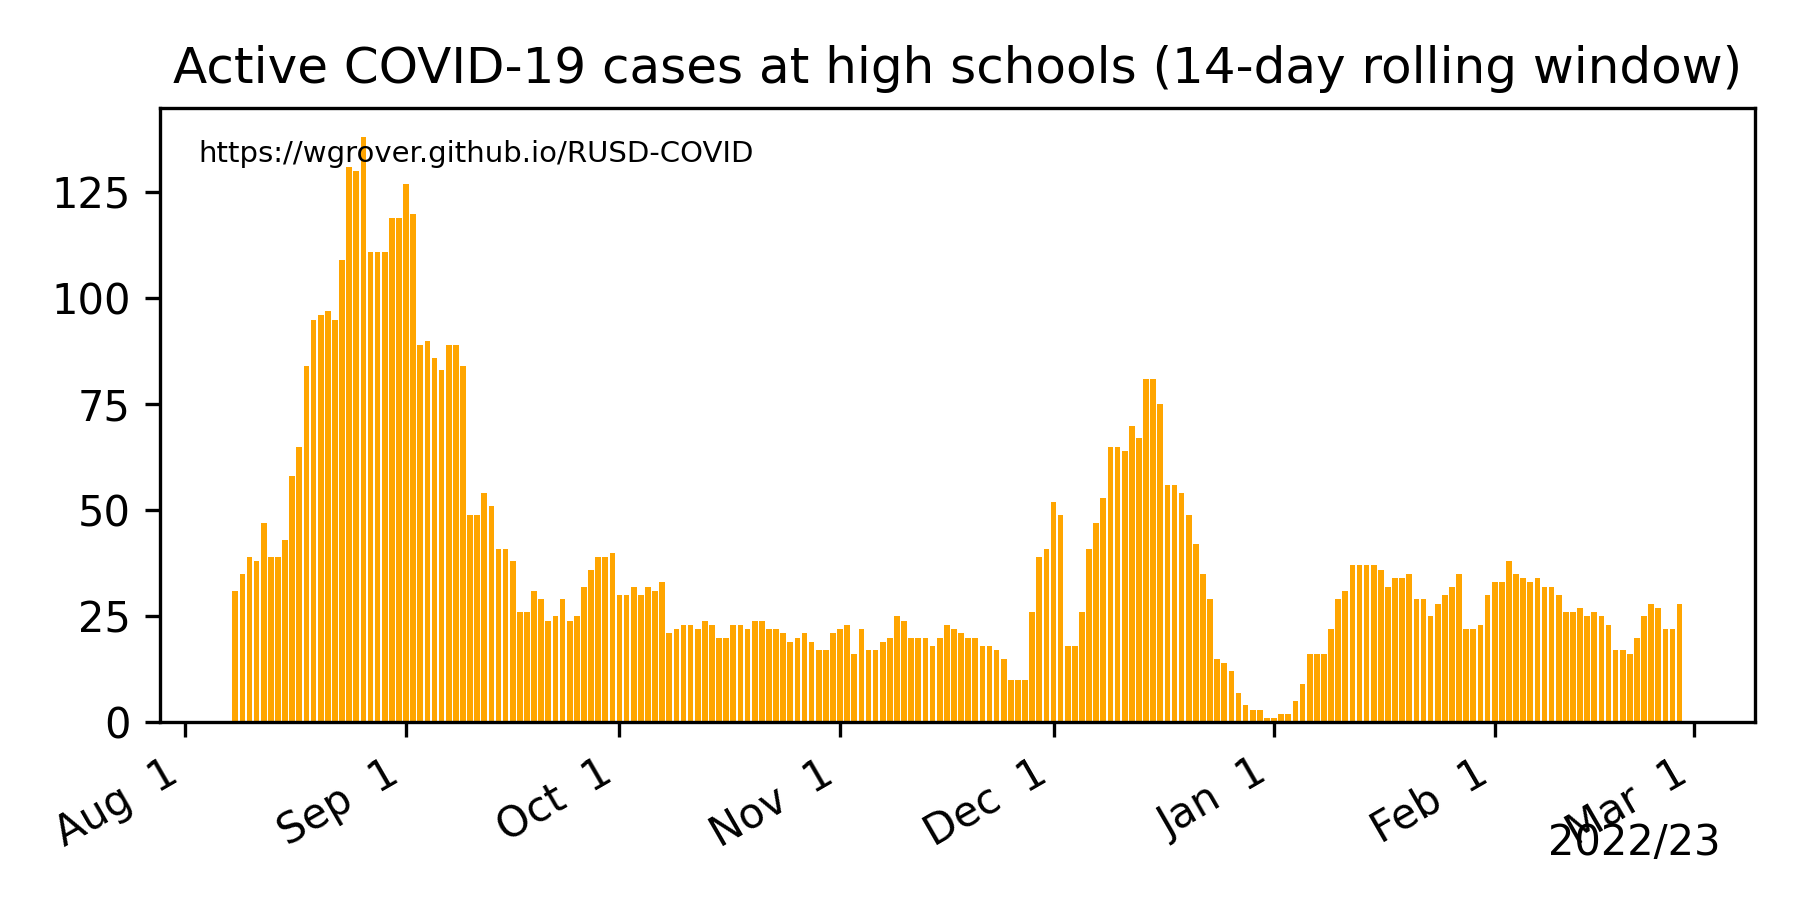 Active COVID-19 cases at high schools (14-day rolling window)
https://wgrover.github.io/RUSD-COVID
125
100
75
50
25
0
Aug 1
Sep 1
Oct 1
Nov 1
Dec 1
Jan 1
Feb 1
Mar 1
2022/23